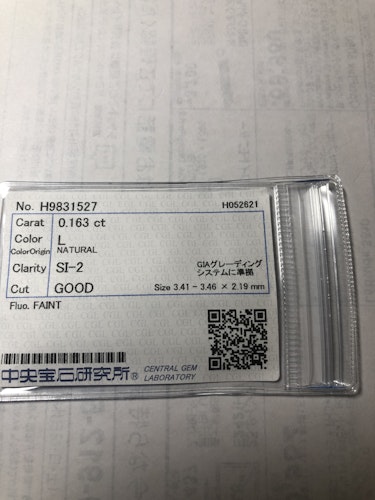 No. H9831527 H052621
Carat 0.163 ct
Color L
ColorOrigin NATURAL
Clarity SI-2 GIAグレーディング
システムに準拠
Cut GOOD Size 3.41 - 3.46 × 2.19 mm
Fluo. FAINT
中央宝石研究所® CENTRAL GEM
LABORATORY